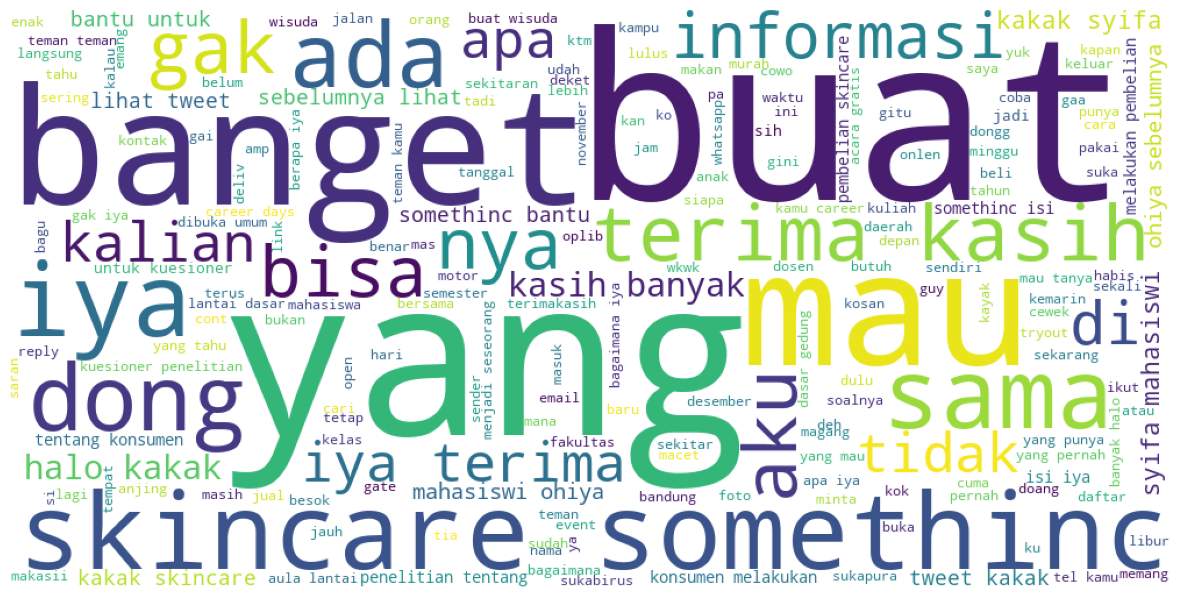 enak
bantu untuk
wisuda
jalan
orang
buat wisuda
kampu
informasi
kakak syifa
teman teman
langsung
emang
kalau
gak
ada
apa
ktm
lulus
yuk
kapan
keluar
tahu
belum
sekitaran
udah
deket
lebih
makan
murah
cowo
saya
sering
lihat tweet
sebelumnya lihat
tadi
banget
buat
kontak
gai
amp
deliv
berapa iya
teman kamu
tanggal
november
kan
ko
jam
pa
whatsapp
waktu
ini
sih
gini
anak
siapa
pembelian skincare
acara gratis
gitu
onlen
coba
jadi
dongg
minggu
beli
tahun
gaa
punya
cara
pakai
suka
melakukan pembelian
ohiya sebelumnya
gak iya
career days
dibuka umum
link
bagu
kalian
bisa
somethinc bantu
benar
mas
nya
oplib
terima kasih
kamu career
kuliah
somethinc isi
daerah
depan
untuk kuesioner
motor
wkwk
dosen
butuh
sendiri
mau tanya
habis
sekali
iya
terus
lantai dasar
mahasiswa
bersama
semester
kasih banyak
terimakasih
mau
kosan
guy
kayak
kemarin
cewek
di
syifa mahasiswi
cont
bukan
yang
bagaimana iya
tryout
reply
yang tahu
hari
open
masuk
sekarang
saran
kuesioner penelitian
sender
menjadi seseorang
dasar gedung
dulu
sama
ikut
dong
cari
tetap
email
mana
baru
desember
aku
soalnya
atau
tentang konsumen
kelas
fakultas
sekitar
macet
deh
magang
yang mau
tidak
yang punya
yang pernah
banyak halo
halo kakak
iya terima
apa iya
isi iya
si
lagi
tempat
anjing
masih
jual
besok
gate
mahasiswi ohiya
bandung
foto
minta
kok
cuma
pernah
doang
daftar
skincare
somethinc
jauh
tia
teman
event
sudah
nama
ya
buka
ku
libur
makasii
kakak skincare
aula lantai
penelitian tentang
bagaimana
sukabirus
konsumen melakukan
sukapura
tweet kakak
tel kamu
memang